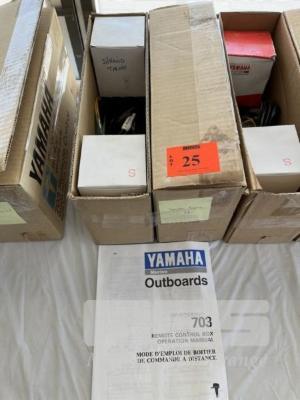 YAMAHA
LOT
25
YAMAHA
S
S
YAMAHA
Outboards
703
REMOTE CONTROL BOX
OPERATION MANUAL
MODE D'EMPLOI DE BOITIER
DE COMMANDE A DISTANCE